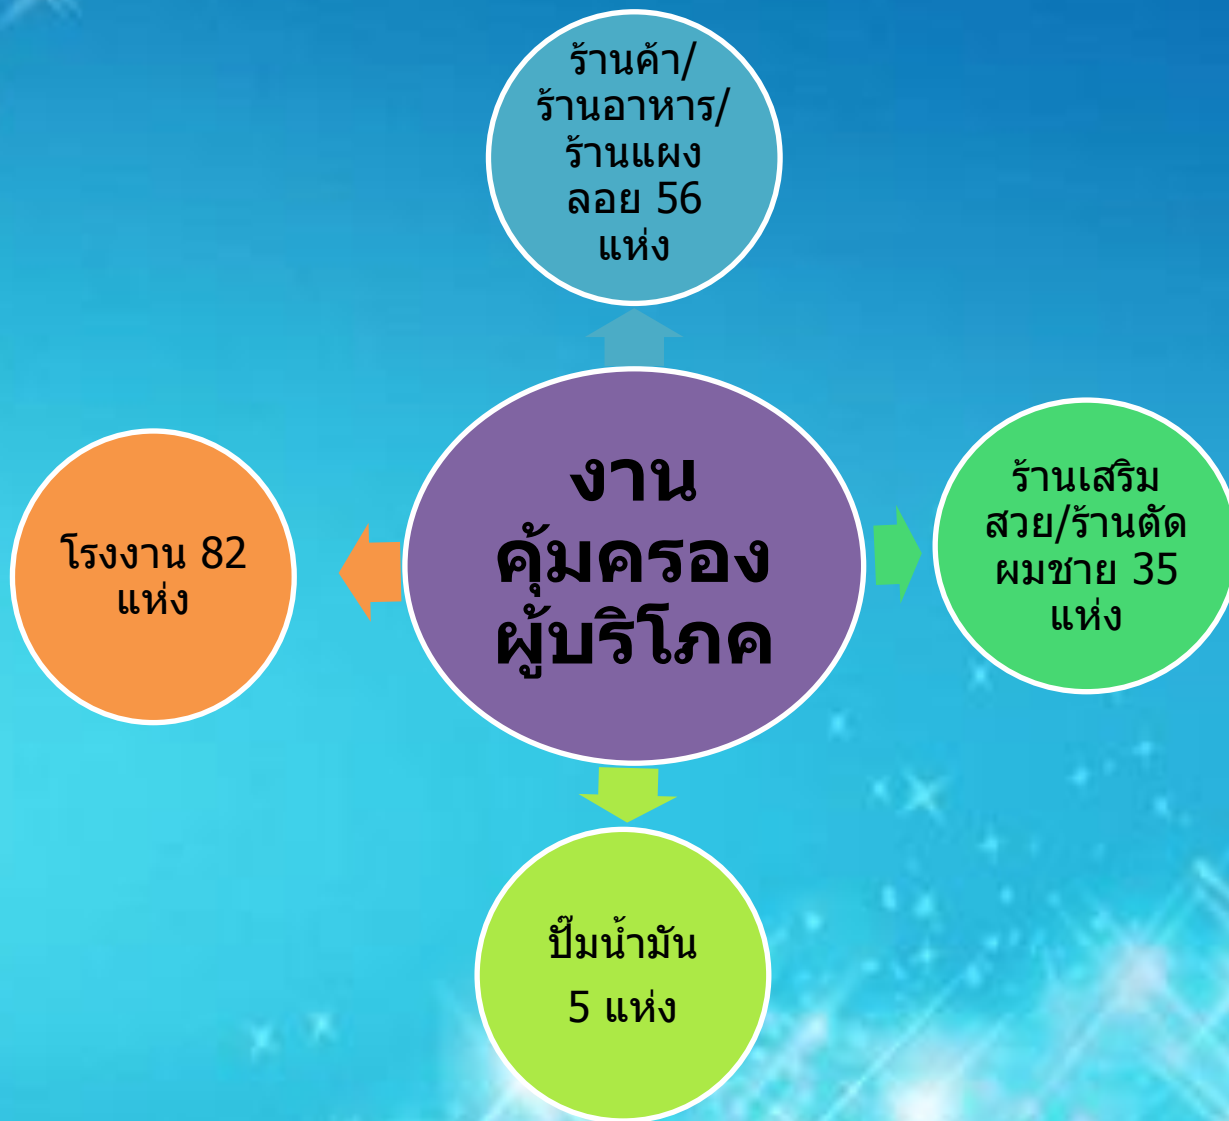 ร้านค้า/
ร้านอาหาร/
ร้านแผง
ลอย 56
แห่ง
งาน
คุ้มครอง
ผู้บริโภค
ร้านเสริม
สวย/ร้านตัด
ผมชาย 35
แห่ง
โรงงาน 82
แห่ง
ปั๊มน้ำมัน
5 แห่ง